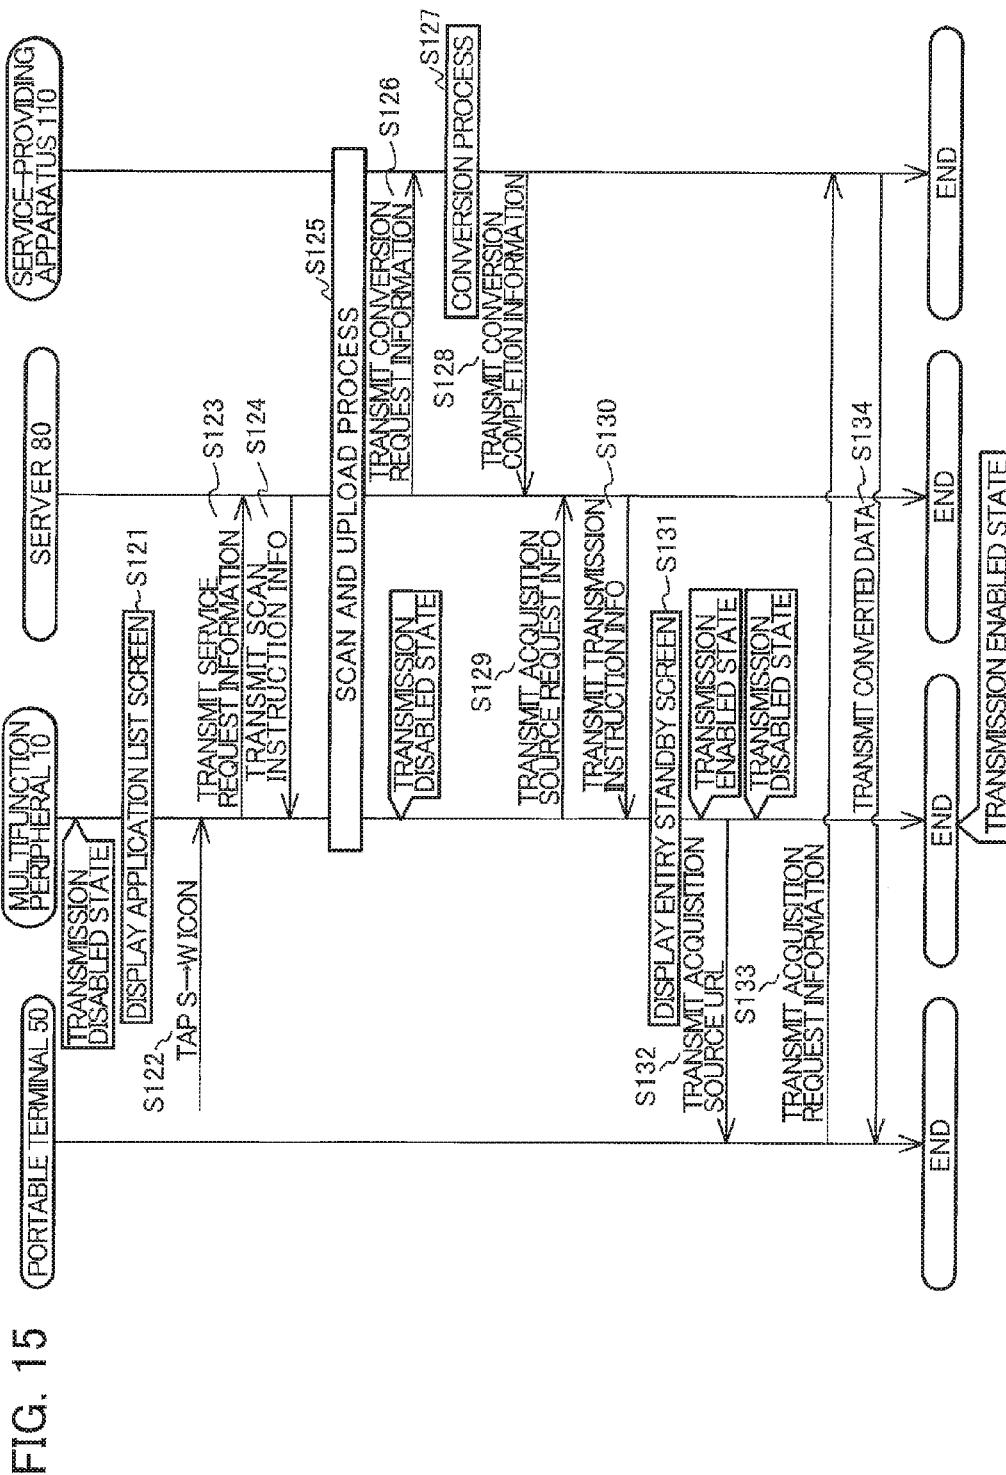 FIG. 15
PORTABLE TERMINAL 50
MULTIFUNCTION
PERIPHERAL 10
SERVER 80
SERVICE-PROVIDING
APPARATUS 110
TRANSMISSION
DISABLED STATE
DISPLAY APPLICATION LIST SCREEN
S121
S122
TAP S→W ICON
TRANSMIT SERVICE
REQUEST INFORMATION
S123
TRANSMIT SCAN
INSTRUCTION INFO
S124
SCAN AND UPLOAD PROCESS
S125
TRANSMISSION
DISABLED STATE
TRANSMIT CONVERSION
REQUEST INFORMATION
S126
CONVERSION PROCESS
S127
S128
TRANSMIT CONVERSION
COMPLETION INFORMATION
S129
TRANSMIT ACQUISITION
SOURCE REQUEST INFO
TRANSMIT TRANSMISSION
INSTRUCTION INFO
S130
DISPLAY ENTRY STANDBY SCREEN
S131
TRANSMISSION
ENABLED STATE
S132
TRANSMIT ACQUISITION
SOURCE URL
TRANSMISSION
DISABLED STATE
S133
TRANSMIT ACQUISITION
REQUEST INFORMATION
TRANSMIT CONVERTED DATA
S134
END
END
END
END
TRANSMISSION ENABLED STATE